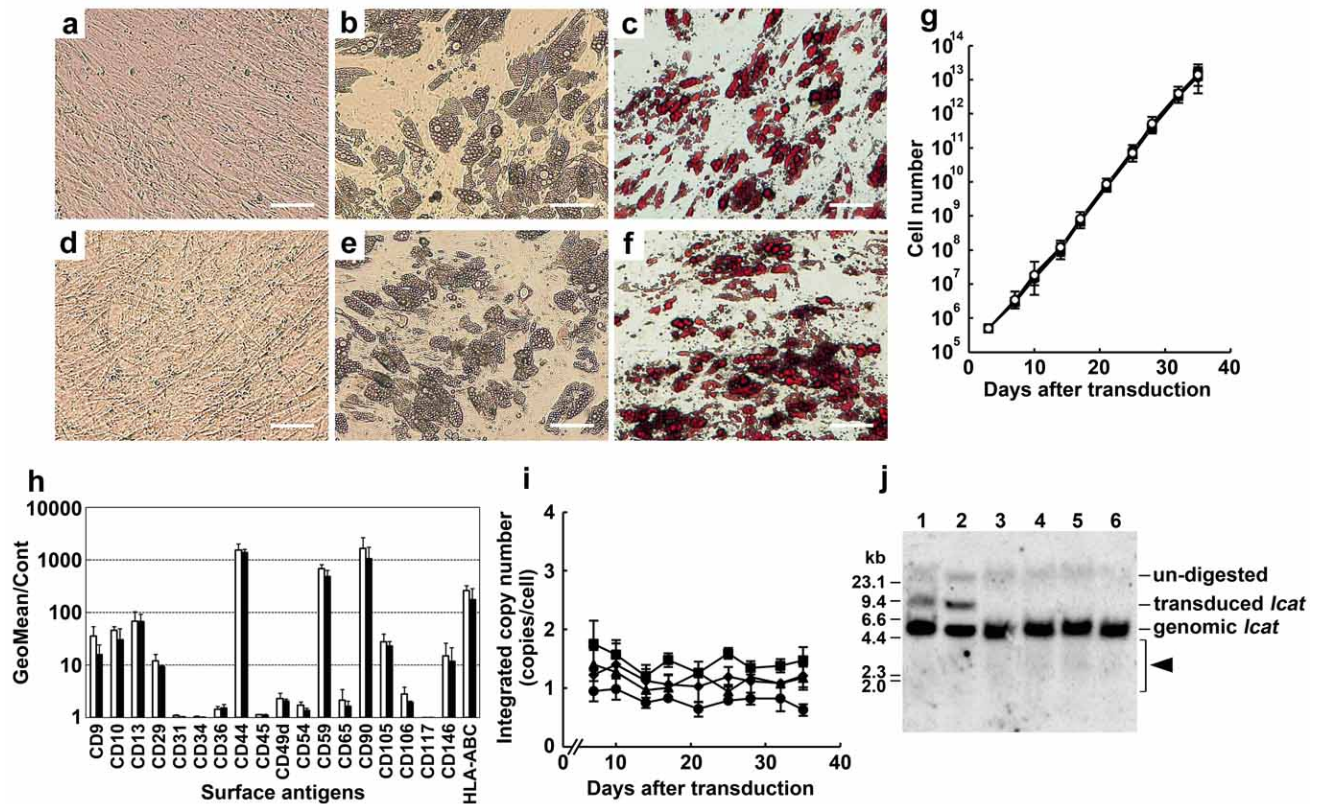 a
b
c
d
e
f
g
10^14
10^13
10^12
10^11
10^10
10^9
10^8
10^7
10^6
10^5
Cell number
0 10 20 30 40
Days after transduction
h
10000
1000
100
10
1
GeoMean/Cont
CD9
CD10
CD13
CD29
CD31
CD34
CD36
CD44
CD45
CD49d
CD54
CD59
CD65
CD90
CD105
CD106
CD117
CD146
HLA-ABC
Surface antigens
i
4
3
2
1
0
Integrated copy number
(copies/cell)
10 20 30 40
Days after transduction
j
1 2 3 4 5 6
kb
23.1
9.4
6.6
4.4
2.3
2.0
un-digested
transduced lcat
genomic lcat